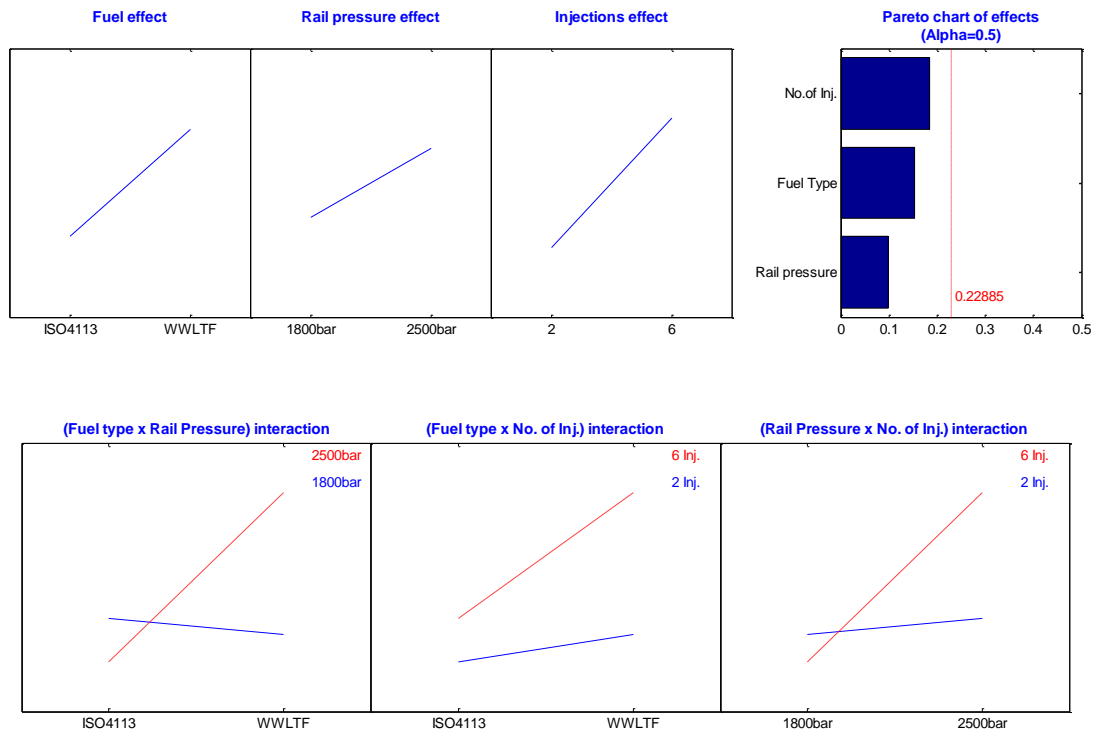 Fuel effect
Rail pressure effect
Injections effect
Pareto chart of effects
(Alpha=0.5)
No.of Inj.
Fuel Type
Rail pressure
0.22885
ISO4113
WWLTF
1800bar
2500bar
2
6
0
0.1
0.2
0.3
0.4
0.5
(Fuel type x Rail Pressure) interaction
(Fuel type x No. of Inj.) interaction
(Rail Pressure x No. of Inj.) interaction
2500bar
1800bar
6 Inj.
2 Inj.
6 Inj.
2 Inj.
ISO4113
WWLTF
ISO4113
WWLTF
1800bar
2500bar